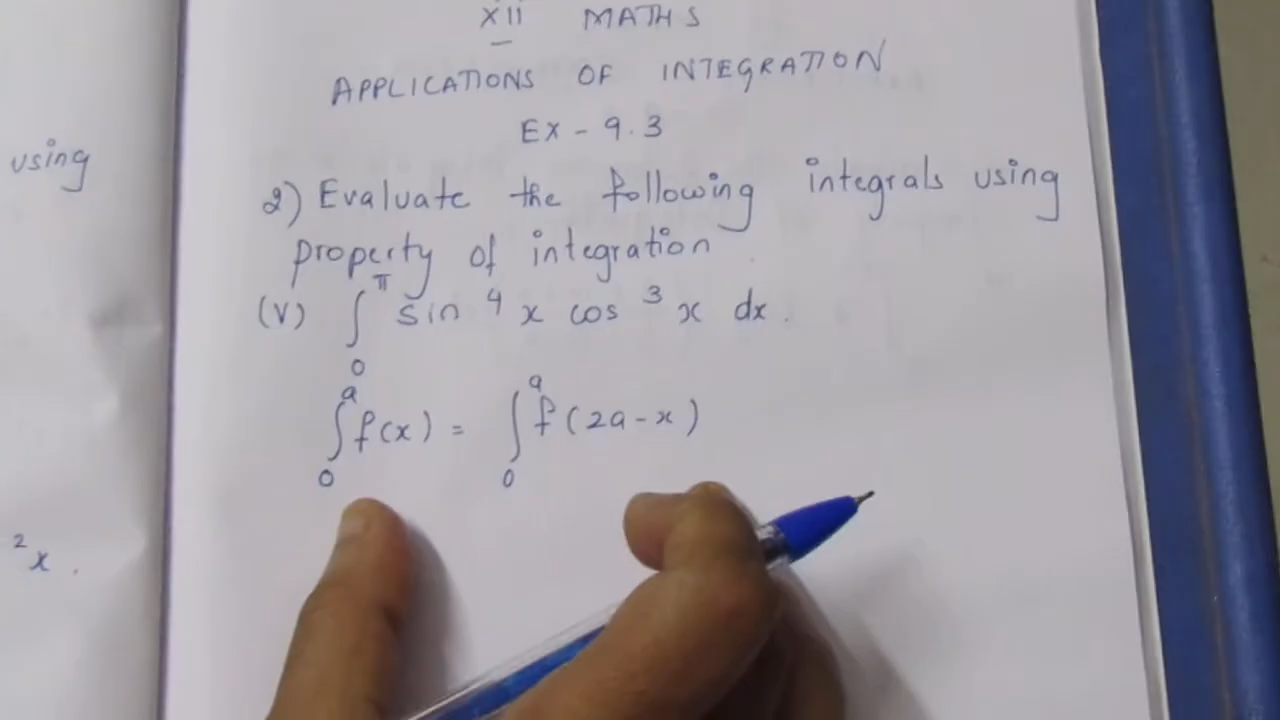 XII MATHS
APPLICATIONS OF INTEGRATION
EX - 9.3
using
2) Evaluate the following integrals using
property of integration
(V) ∫₀^π sin⁴x cos³x dx.
∫₀^a f(x) = ∫₀^a f(2a-x)
²x.